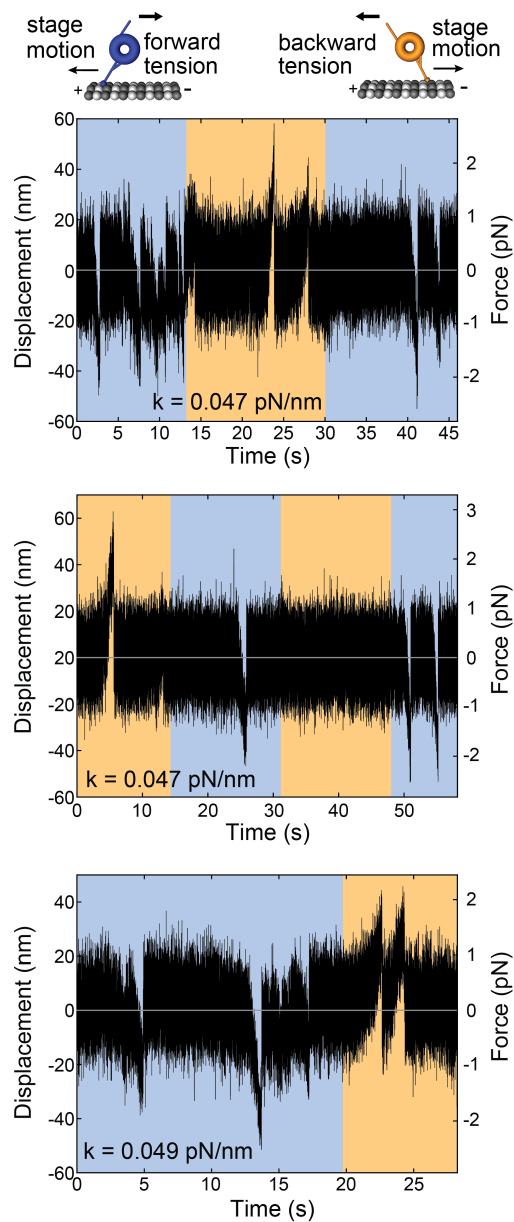 stage
motion
forward
tension
backward
tension
stage
motion
+
-
+
-
60
40
20
0
-20
-40
-60
Displacement (nm)
2
1
0
-1
-2
Force (pN)
k = 0.047 pN/nm
0 5 10 15 20 25 30 35 40 45
Time (s)
60
40
20
20
-20
-40
-60
Displacement (nm)
3
2
1
0
-1
-2
Force (pN)
k = 0.047 pN/nm
0 10 20 30 40 50
Time (s)
40
20
0
-20
-40
-60
Displacement (nm)
2
1
0
-1
-2
Force (pN)
k = 0.049 pN/nm
0 5 10 15 20 25
Time (s)